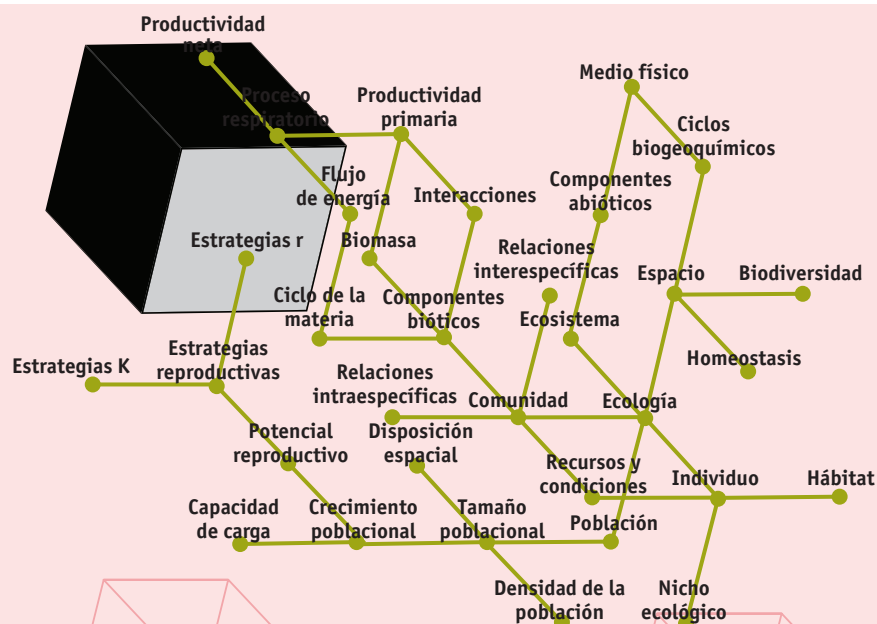 Productividad
neta
Medio físico
Proceso
respiratorio
Productividad
primaria
Ciclos
biogeoquímicos
Flujo
de energía
Interacciones
Componentes
abióticos
Estrategias r
Biomasa
Relaciones
interespecíficas
Espacio
Biodiversidad
Ciclo de la
materia
Componentes
bióticos
Ecosistema
Estrategias K
Estrategias
reproductivas
Relaciones
intraespecíficas
Homeostasis
Comunidad
Ecología
Potencial
reproductivo
Disposición
espacial
Recursos y
condiciones
Individuo
Hábitat
Capacidad
de carga
Crecimiento
poblacional
Tamaño
poblacional
Población
Densidad de la
población
Nicho
ecológico